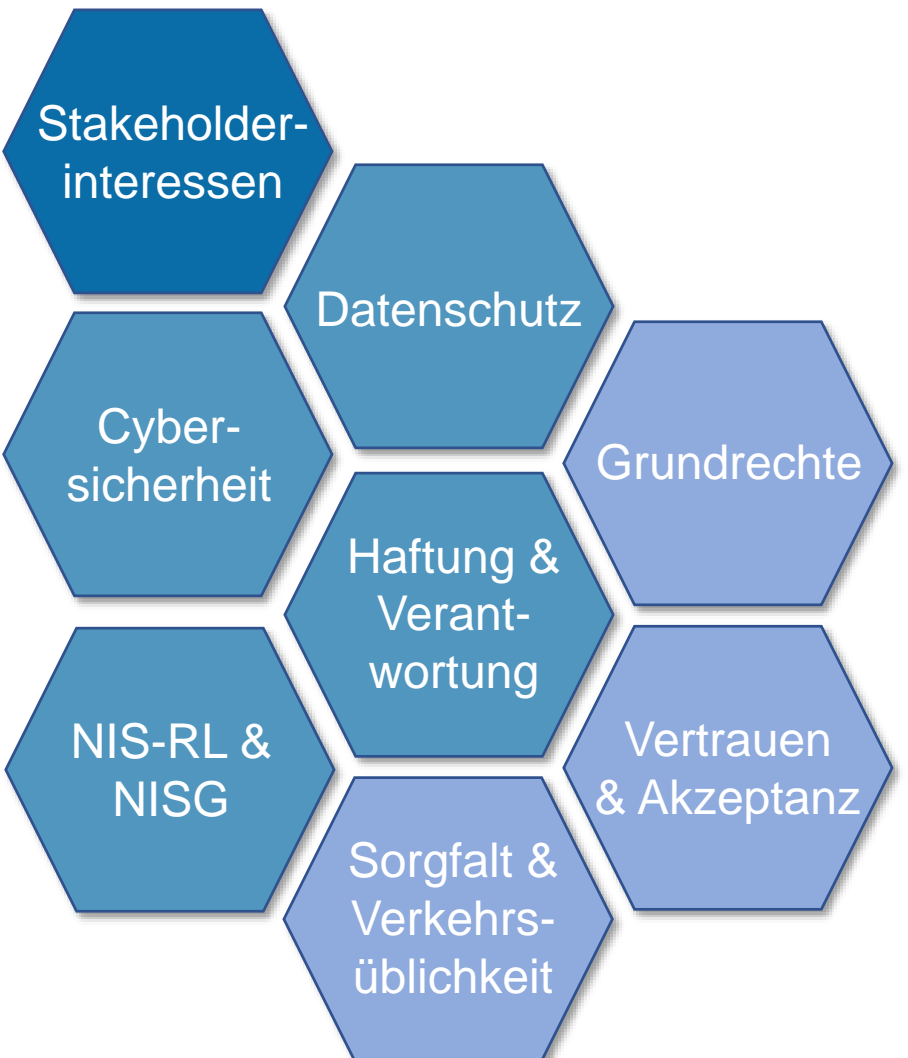 Stakeholder-
interessen
Datenschutz
Cyber-
sicherheit
Grundrechte
Haftung &
Verant-
wortung
NIS-RL &
NISG
Vertrauen
& Akzeptanz
Sorgfalt &
Verkehrs-
üblichkeit